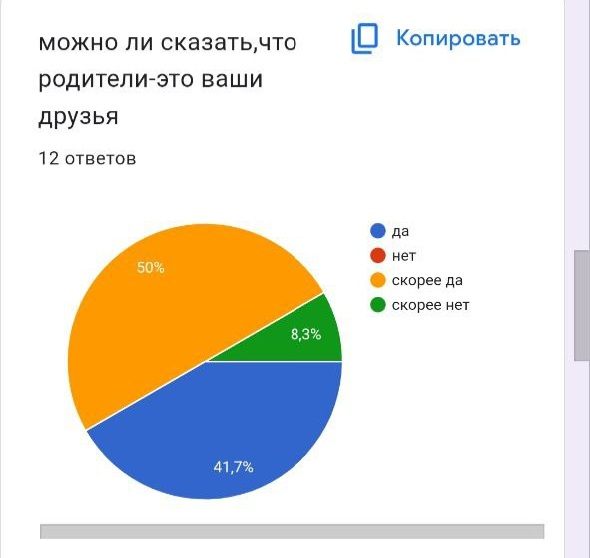 можно ли сказать,что
родители-это ваши
друзья
Копировать
12 ответов
да
нет
скорее да
скорее нет
50%
8,3%
41,7%